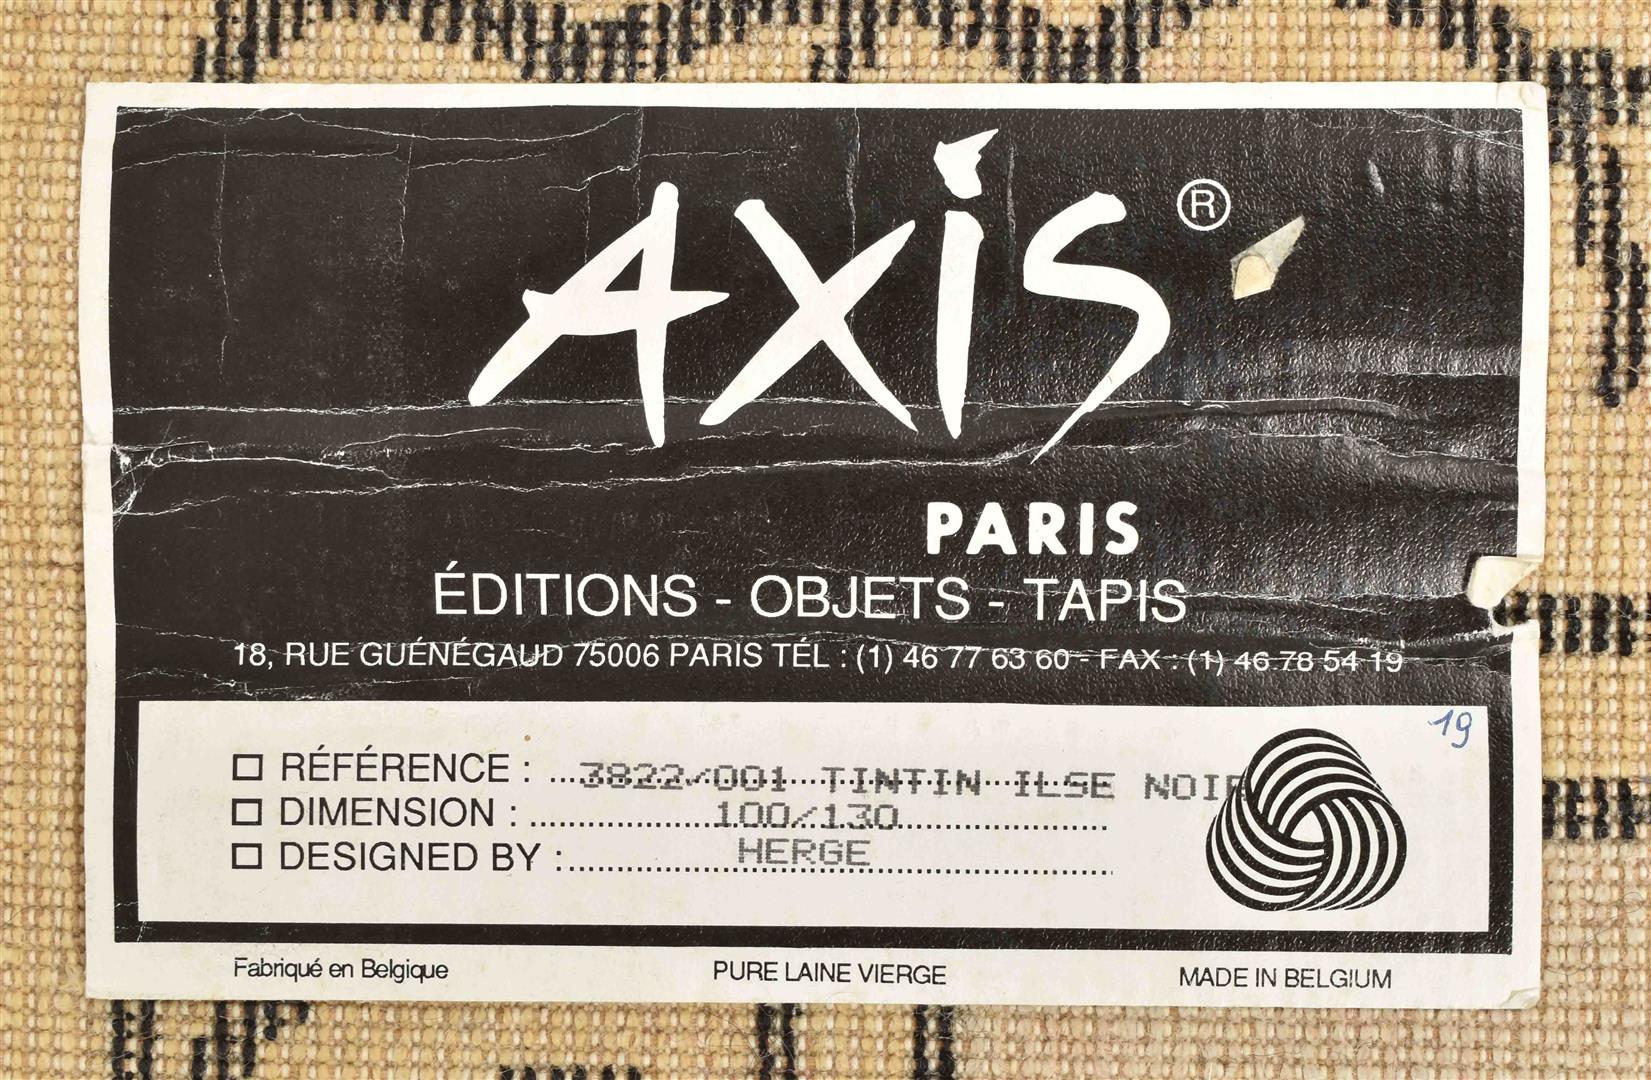 AXIS ®
PARIS
ÉDITIONS - OBJETS - TAPIS
18, RUE GUÉNÉGAUD 75006 PARIS TÉL : (1) 46 77 63 60 - FAX : (1) 46 78 54 19
19
RÉFÉRENCE : 3822/001 TINTIN ILSE NOIR
DIMENSION : 100/130
DESIGNED BY : HERGE
Fabriqué en Belgique PURE LAINE VIERGE MADE IN BELGIUM